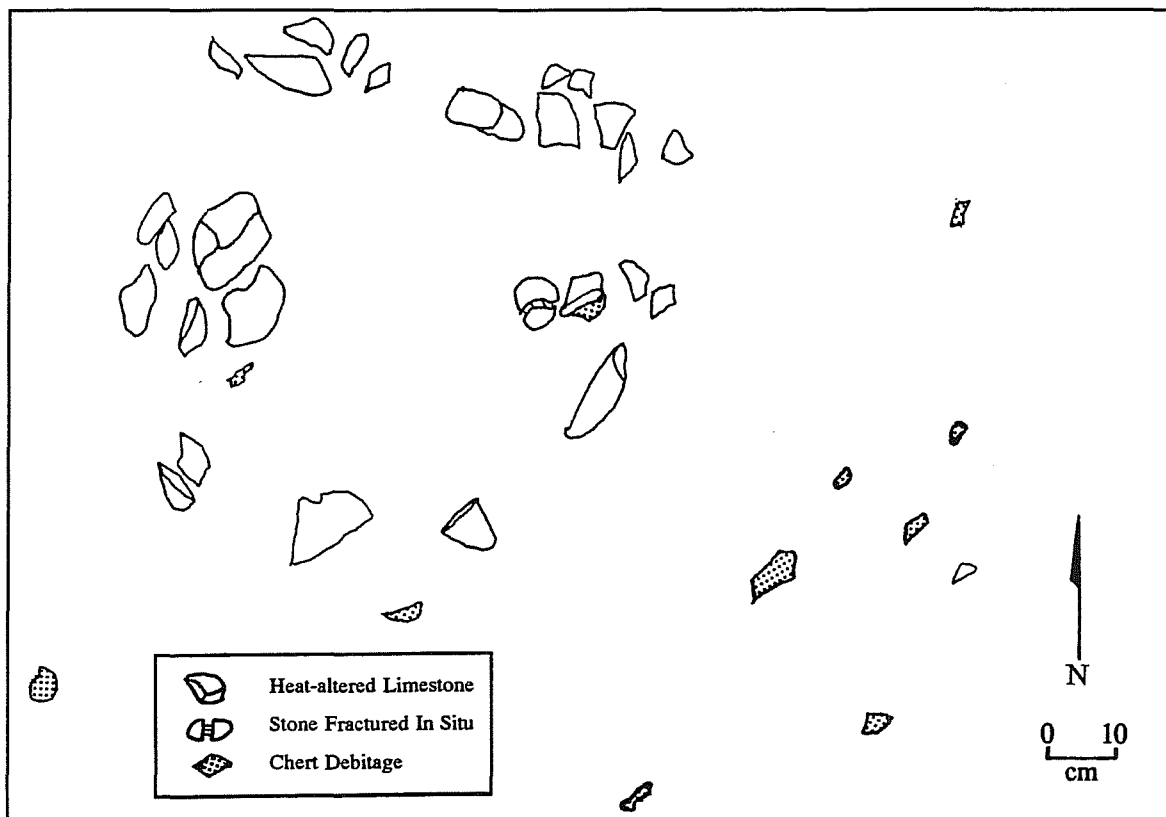 Heat-altered Limestone
Stone Fractured In Situ
Chert Debitage
N
0 10
cm